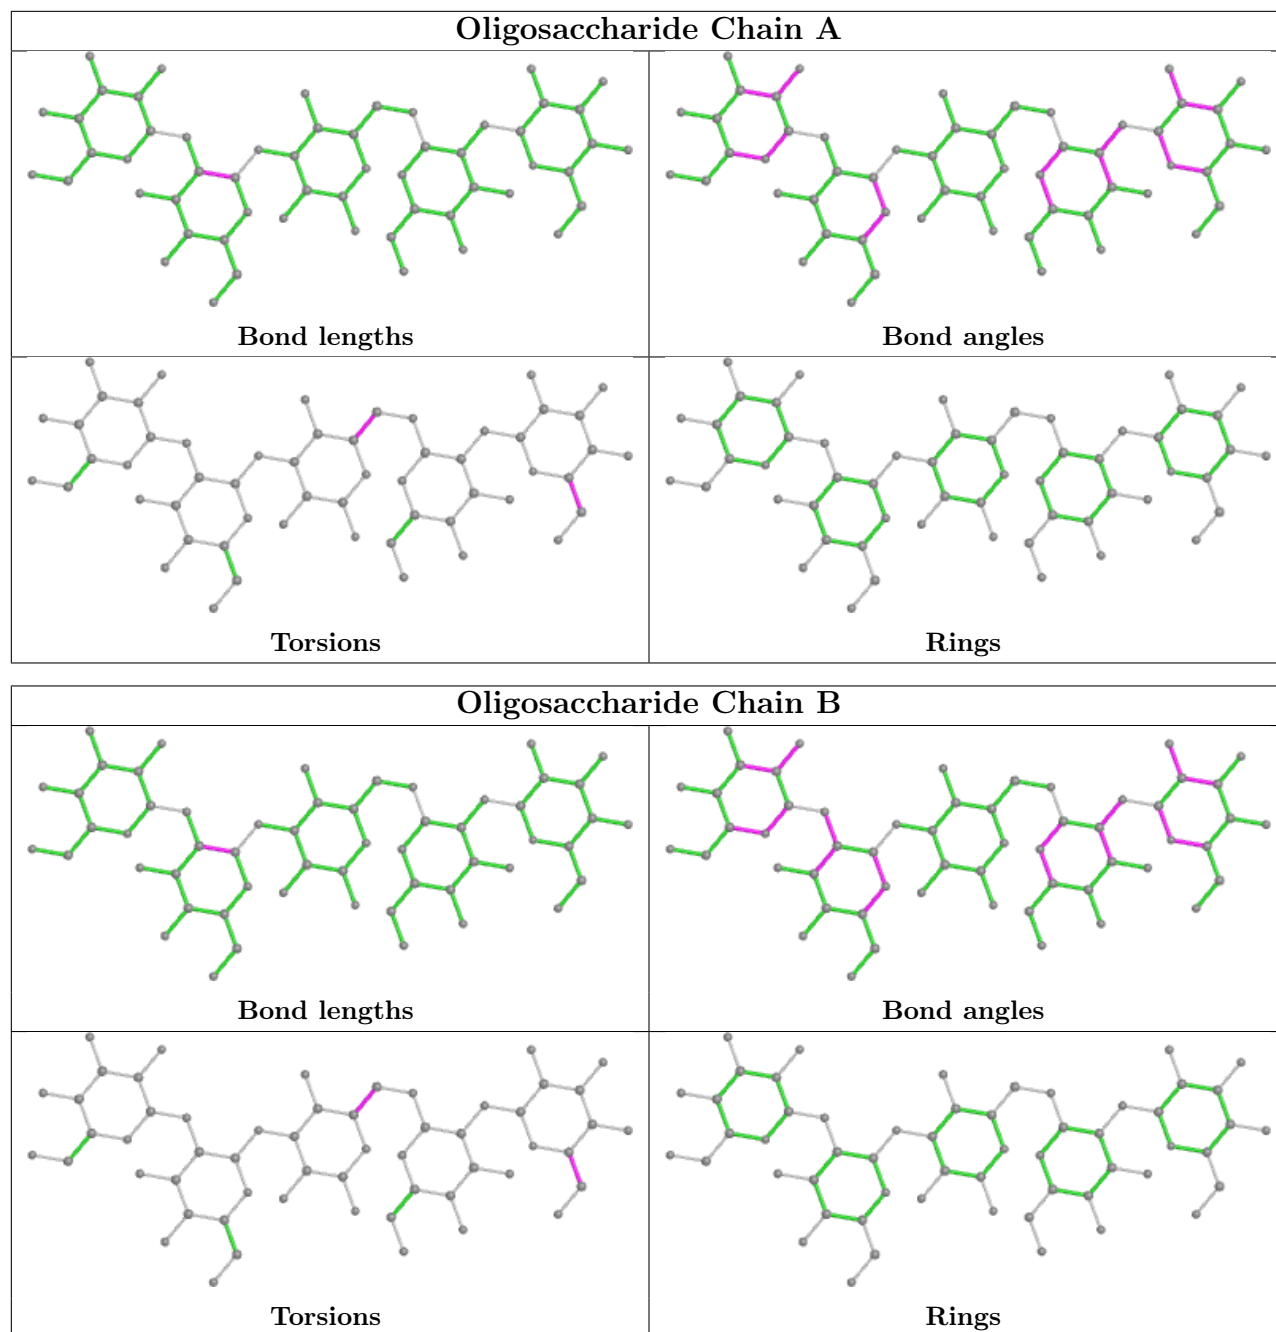 Oligosaccharide Chain A
Bond lengths
Bond angles
Torsions
Rings
Oligosaccharide Chain B
Bond lengths
Bond angles
Torsions
Rings